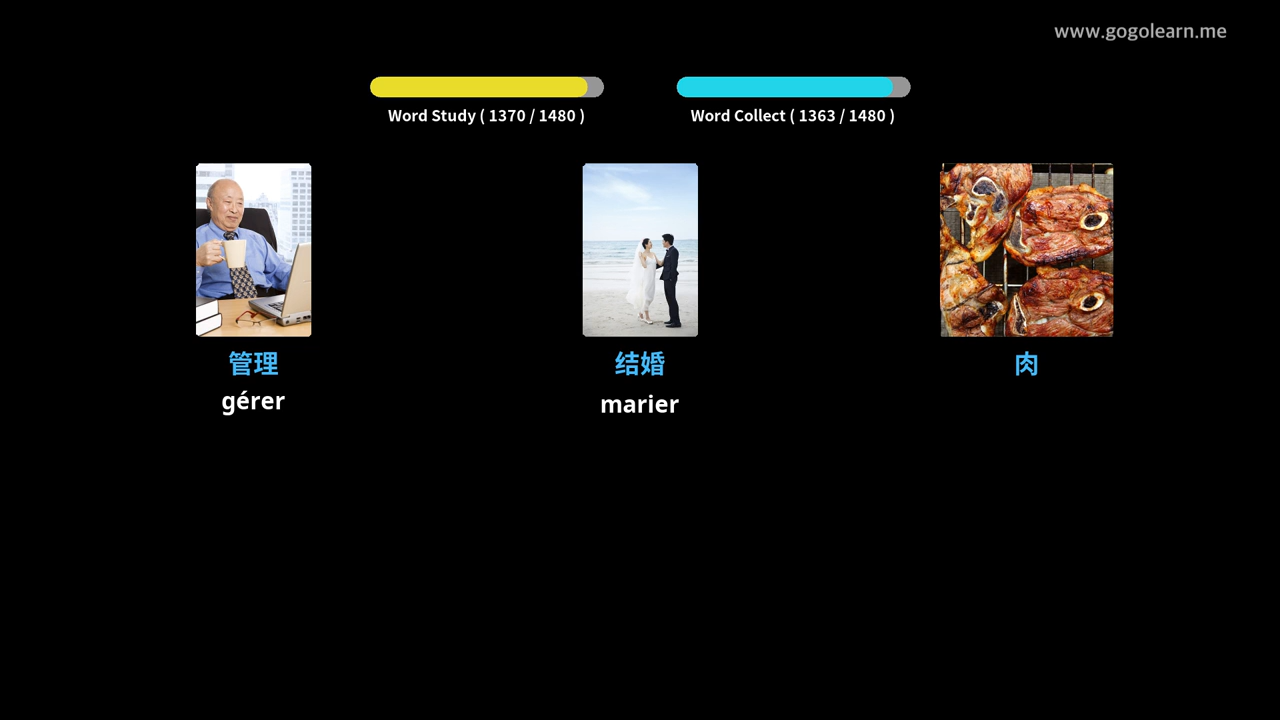 www.gogolearn.me
Word Study ( 1370 / 1480 )
Word Collect ( 1363 / 1480 )
管理
gérer
结婚
marier
肉